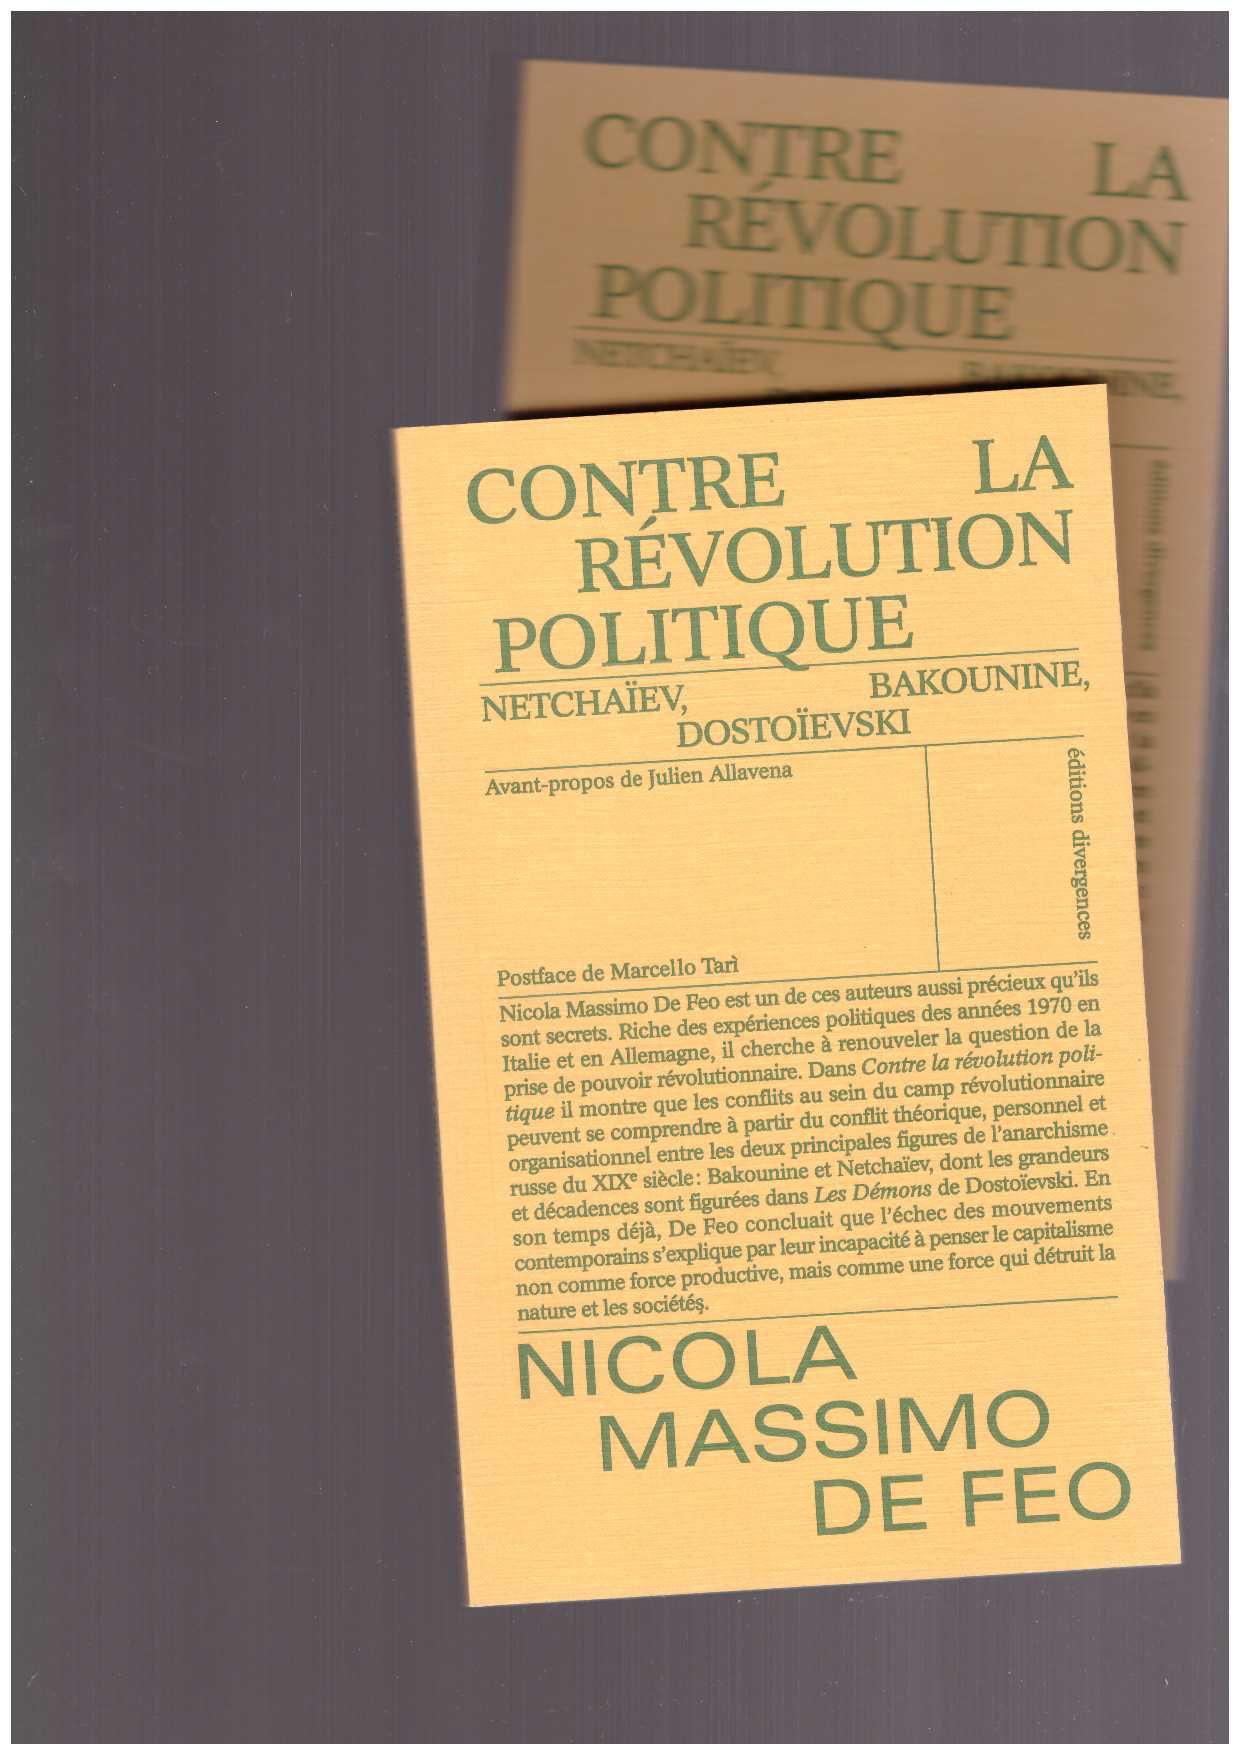 CONTRE LA
RÉVOLUTION
POLITIQUE
NETCHAÏEV, BAKOUNINE,
CONTRE LA
RÉVOLUTION
POLITIQUE
NETCHAÏEV, BAKOUNINE,
DOSTOÏEVSKI
Avant-propos de Julien Allavena
éditions divergences
éditions divergences
Postface de Marcello Tarì
Nicola Massimo De Feo est un de ces auteurs aussi précieux qu’ils
sont secrets. Riche des expériences politiques des années 1970 en
Italie et en Allemagne, il cherche à renouveler la question de la
prise de pouvoir révolutionnaire. Dans Contre la révolution poli-
tique il montre que les conflits au sein du camp révolutionnaire
peuvent se comprendre à partir du conflit théorique, personnel et
organisationnel entre les deux principales figures de l’anarchisme
russe du XIXe siècle : Bakounine et Netchaïev, dont les grandeurs
et décadences sont figurées dans Les Démons de Dostoïevski. En
son temps déjà, De Feo concluait que l’échec des mouvements
contemporains s’explique par leur incapacité à penser le capitalisme
non comme force productive, mais comme une force qui détruit la
nature et les sociétés.
NICOLA
MASSIMO
DE FEO